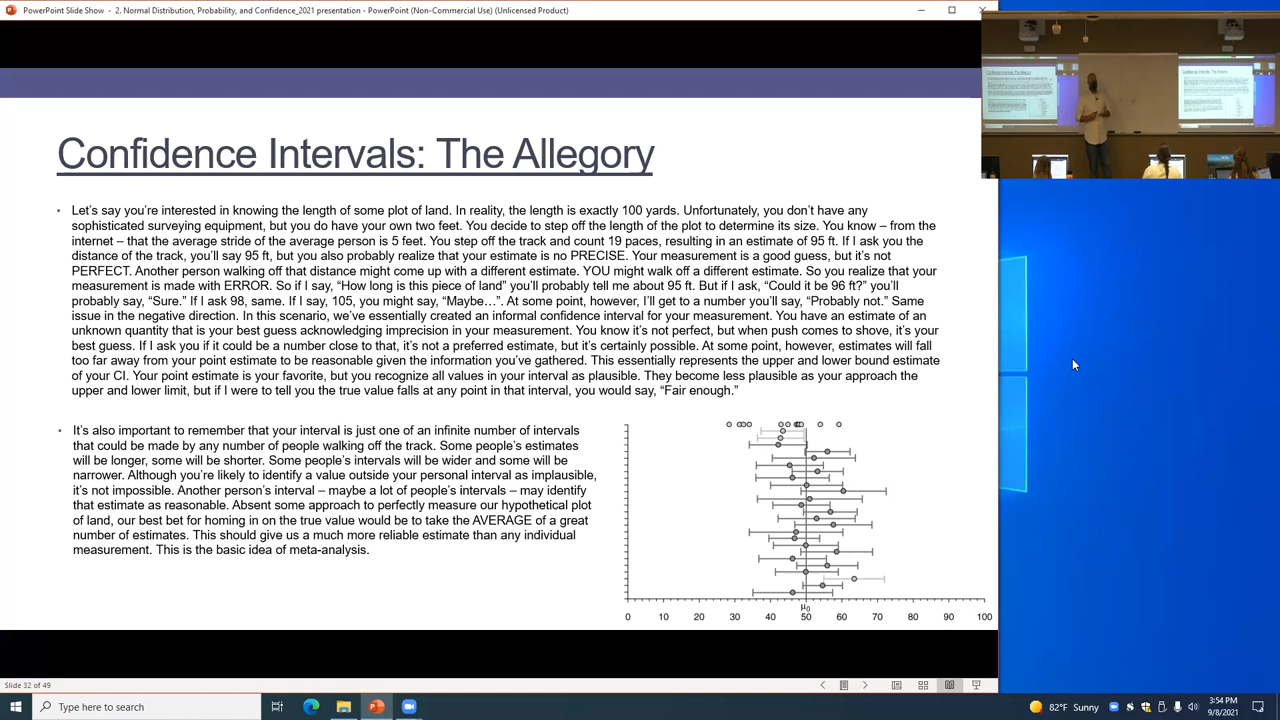 PowerPoint Slide Show - 2. Normal Distribution, Probability, and Confidence_2021 presentation - PowerPoint (Non-Commercial Use) (Unlicensed Product)
Confidence Intervals: The Allegory
• Let's say you're interested in knowing the length of some plot of land. In reality, the length is exactly 100 yards. Unfortunately, you don't have any
sophisticated surveying equipment, but you do have your own two feet. You decide to step off the length of the plot to determine its size. You know – from the
internet – that the average stride of the average person is 5 feet. You step off the track and count 19 paces, resulting in an estimate of 95 ft. If I ask you the
distance of the track, you'll say 95 ft, but you also probably realize that your estimate is no PRECISE. Your measurement is a good guess, but it's not
PERFECT. Another person walking off that distance might come up with a different estimate. YOU might walk off a different estimate. So you realize that your
measurement is made with ERROR. So if I say, "How long is this piece of land" you'll probably tell me about 95 ft. But if I ask, "Could it be 96 ft?" you'll
probably say, "Sure." If I ask 98, same. If I say, 105, you might say, "Maybe…". At some point, however, I'll get to a number you'll say, "Probably not." Same
issue in the negative direction. In this scenario, we've essentially created an informal confidence interval for your measurement. You have an estimate of an
unknown quantity that is your best guess acknowledging imprecision in your measurement. You know it's not perfect, but when push comes to shove, it's your
best guess. If I ask you if it could be a number close to that, it's not a preferred estimate, but it's certainly possible. At some point, however, estimates will fall
too far away from your point estimate to be reasonable given the information you've gathered. This essentially represents the upper and lower bound estimate
of your CI. Your point estimate is your favorite, but you recognize all values in your interval as plausible. They become less plausible as your approach the
upper and lower limit, but if I were to tell you the true value falls at any point in that interval, you would say, "Fair enough."
• It's also important to remember that your interval is just one of an infinite number of intervals
that could be made by any number of people walking off the track. Some people's estimates
will be longer, some will be shorter. Some people's intervals will be wider and some will be
narrower. Although you're likely to identify a value outside your personal interval as implausible,
it's not impossible. Another person's interval – maybe a lot of people's intervals – may identify
that estimate as reasonable. Absent some approach to perfectly measure our hypothetical plot
of land, our best bet for homing in on the true value would be to take the AVERAGE of a great
number of estimates. This should give us a much more reliable estimate than any individual
measurement. This is the basic idea of meta-analysis.
μ0
0 10 20 30 40 50 60 70 80 90 100
Slide 32 of 49
Type here to search
82°F Sunny
3:54 PM
9/8/2021